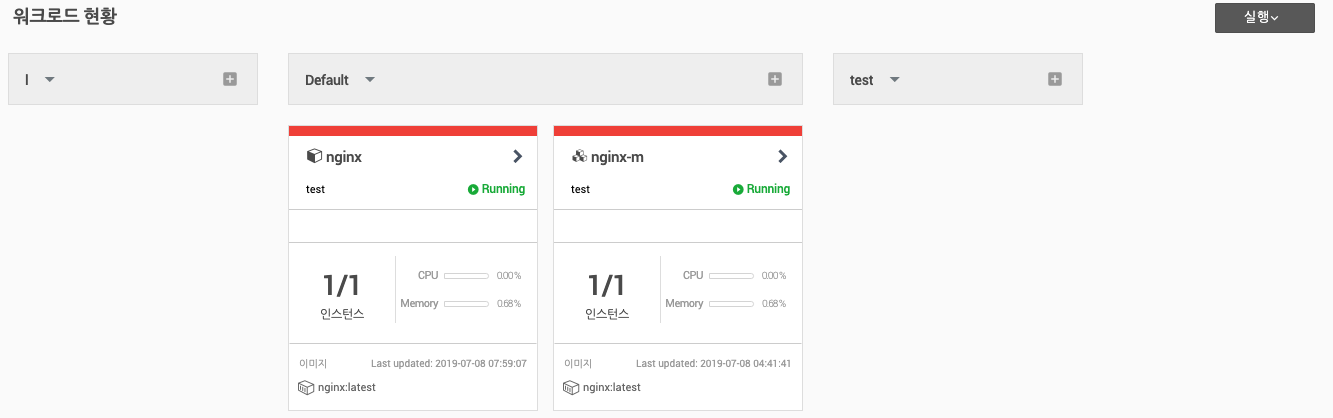 워크로드 현황
실행
l
Default
test
nginx
test
Running
1/1
인스턴스
CPU 0.00%
Memory 0.68%
이미지
Last updated: 2019-07-08 07:59:07
nginx:latest
nginx-m
test
Running
1/1
인스턴스
CPU 0.00%
Memory 0.68%
이미지
Last updated: 2019-07-08 04:41:41
nginx:latest